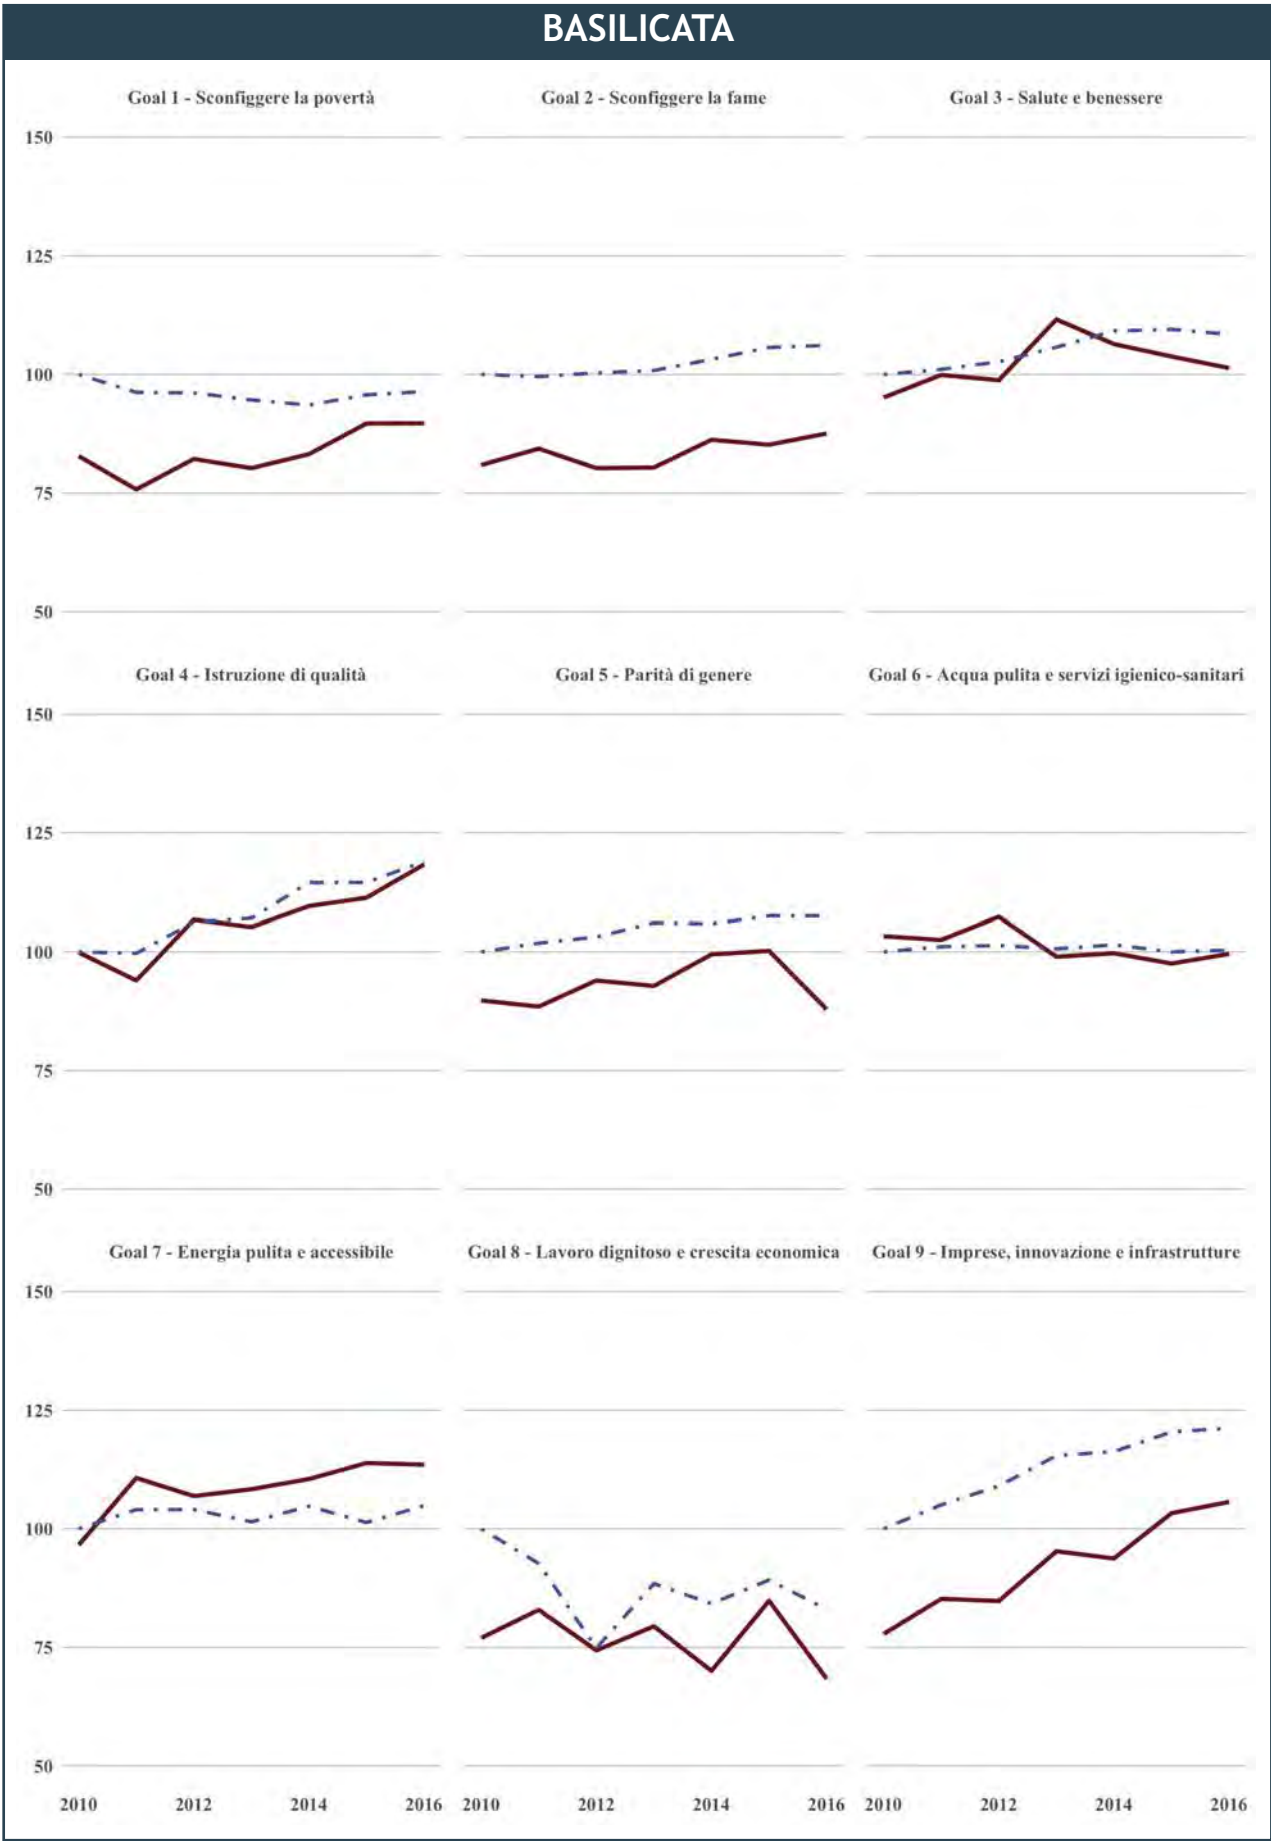 BASILICATA
Goal 1 - Sconfiggere la povertà
Goal 2 - Sconfiggere la fame
Goal 3 - Salute e benessere
150
125
100
75
50
Goal 4 - Istruzione di qualità
Goal 5 - Parità di genere
Goal 6 - Acqua pulita e servizi igienico-sanitari
150
125
100
75
50
Goal 7 - Energia pulita e accessibile
Goal 8 - Lavoro dignitoso e crescita economica
Goal 9 - Imprese, innovazione e infrastrutture
150
125
100
75
50
2010 2012 2014 2016 2010 2012 2014 2016 2010 2012 2014 2016